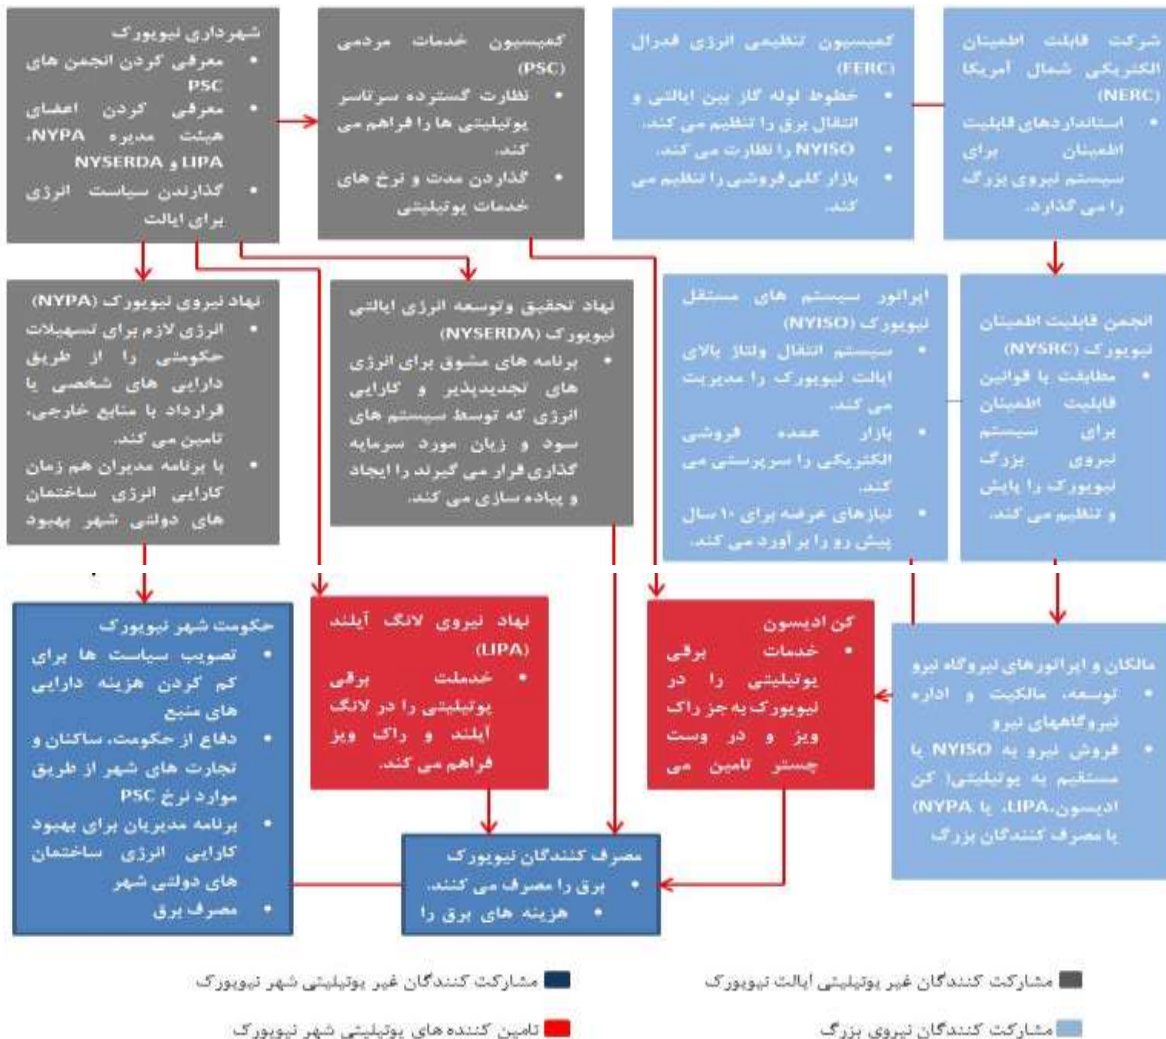 شرکت قابلت اطمینان
الکتریکی شمال آمریکا
(NERC)
• استانداردهای قابلیت
اطمینان برای
سیستم نیروی بزرگ
را می گذارد.
کمیسیون تنظیمی انرژی فدرال
(FERC)
• خطوط لوله گاز بین ایالتی و
انتقال برق را تنظیم می کند.
• NYISO را نظارت می کند.
• بازار کلی فروشی را تنظیم می
کند.
کمیسیون خدمات مردمی
(PSC)
• نظارت گسترده سرتاسر
یوتیلیتی ها را فراهم می
کند.
• گذاردن مدت و نرخ های
خدمات یوتیلیتی
شهرداری نیویورک
• معرفی کردن انجمن های
PSC
• معرفی کردن اعضای
هیئت مدیره NYPA،
LIPA و NYSERDA
• گذارندن سیاست انرژی
برای ایالت
انجمن قابلیت اطمینان
نیویورک (NYSRC)
• مطابقت با قوانین
قابلیت اطمینان
برای سیستم
نیروی بزرگ
نیویورک را پایش
و تنظیم می کند.
اپراتور سیستم های مستقل
نیویورک (NYISO)
• سیستم انتقال ولتاژ بالای
ایالت نیویورک را مدیریت
می کند.
• بازار عمده فروشی
الکتریکی را سرپرستی می
کند.
• نیازهای عرضه برای ۱۰ سال
پیش رو را بر آورد می کند.
نهاد تحقیق وتوسعه انرژی ایالتی
نیویورک (NYSERDA)
• برنامه های مشوق برای انرژی
های تجدیدپذیر و کارایی
انرژی که توسط سیستم های
سود و زیان مورد سرمایه
گذاری قرار می گیرند را ایجاد
و پیاده سازی می کند.
نهاد نیروی نیویورک (NYPA)
• انرژی لازم برای تسهیلات
حکومتی را از طریق
دارایی های شخصی یا
قرارداد با منابع خارجی،
تامین می کند.
• با برنامه مدیران هم زمان
کارایی انرژی ساختمان
های دولتی شهر بهبود
مالکان و اپراتورهای نیروگاه نیرو
• توسعه، مالکیت و اداره
نیروگاههای نیرو
• فروش نیرو به NYISO یا
مستقیم به یوتیلیتی( کن
ادیسون،LIPA، یا NYPA)
یا مصرف کنندگان بزرگ
کن ادیسون
• خدمات برقی
یوتیلیتی را در
نیویورک به جز راک
ویز و در وست
چستر تامین می
نهاد نیروی لانگ آیلند
(LIPA)
• خدملت برقی
یوتیلیتی را در لانگ
آیلند و راک ویز
فراهم می کند.
حکومت شهر نیویورک
• تصویب سیاست ها برای
کم کردن هزینه دارایی
های منبع
• دفاع از حکومت، ساکنان و
تجارت های شهر از طریق
موارد نرخ PSC
• برنامه مدیریان برای بهبود
کارایی انرژی ساختمان
های دولتی شهر
• مصرف برق
مصرف کنندگان نیویورک
• برق را مصرف می کنند.
• هزینه های برق را
مشارکت کنندگان غیر یوتیلیتی ایالت نیویورک
مشارکت کنندگان غیر یوتیلیتی شهر نیویورک
مشارکت کنندگان نیروی بزرگ
تامین کننده های یوتیلیتی شهر نیویورک